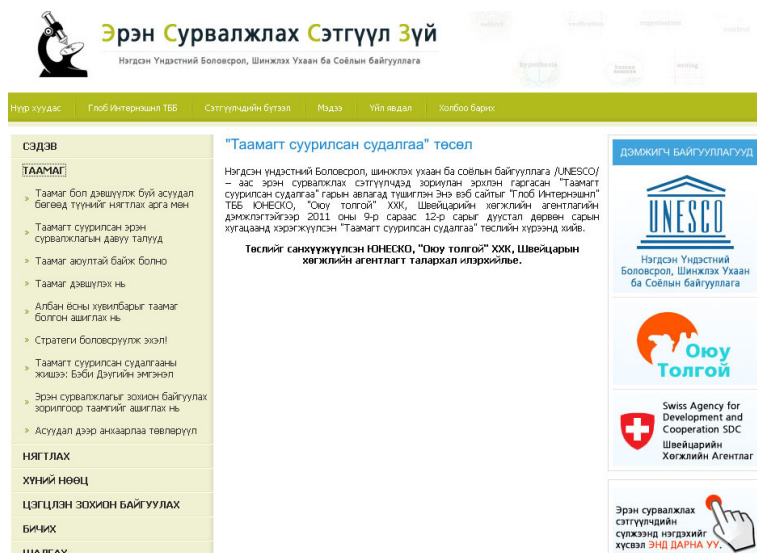 Эрэн Сурвалжлах Сэтгүүл Зүй
Нэгдсэн Үндэстний Боловсрол, Шинжлэх Ухаан ба Соёлын байгууллага
hypothesis
verification
organisation
control
human sources
writing
Нүүр хуудас Глоб Интернэшнл ТББ Сэтгүүлчдийн бүтээл Мэдээ Үйл явдал Холбоо барих
СЭДЭВ
ТААМАГ
» Таамаг бол дэвшүүлж буй асуудал
бөгөөд түүнийг нягтлах арга мөн
» Таамагт суурилсан эрэн
сурвалжлагын давуу талууд
» Таамаг аюултай байж болно
» Таамаг дэвшүүлэх нь
» Албан ёсны хувилбарыг таамаг
болгон ашиглах нь
» Стратеги боловсруулж эхэл!
» Таамагт суурилсан судалгааны
жишээ: Бэби Дэугийн эмгэнэл
» Эрэн сурвалжлагыг зохион байгуулах
зорилгоор таамгийг ашиглах нь
» Асуудал дээр анхаарлаа төвлөрүүл
НЯГТЛАХ
ХҮНИЙ НӨӨЦ
ЦЭГЦЛЭН ЗОХИОН БАЙГУУЛАХ
БИЧИХ
ШАЛГАХ
"Таамагт суурилсан судалгаа" төсөл
Нэгдсэн үндэстний Боловсрол, шинжлэх ухаан ба соёлын байгууллага /UNESCO/
– аас эрэн сурвалжлах сэтгүүлчдэд зориулан эрхлэн гаргасан "Таамагт
суурилсан судалгаа" гарын авлагад түшиглэн Энэ вэб сайтыг "Глоб Интернэшнл"
ТББ ЮНЕСКО, "Оюу толгой" ХХК, Швейцарийн хөгжлийн агентлагийн
дэмжлэгтэйгээр 2011 оны 9-р сараас 12-р сарыг дуустал дөрвөн сарын
хугацаанд хэрэгжүүлсэн "Таамагт суурилсан судалгаа" төслийн хүрээнд хийв.
Төслийг санхүүжүүлсэн ЮНЕСКО, "Оюу толгой" ХХК, Швейцарын
хөгжлийн агентлагт талархал илэрхийлье.
ДЭМЖИГЧ БАЙГУУЛЛАГУУД
UNESCO
Нэгдсэн Үндэстний
Боловсрол, Шинжлэх Ухаан
ба Соёлын байгууллага
Оюу
Толгой
Swiss Agency for
Development and
Cooperation SDC
Швейцарийн
Хөгжлийн Агентлаг
Эрэн сурвалжлах
сэтгүүлчдийн
сүлжээнд нэгдэхийг
хүсвэл ЭНД ДАРНА УУ.